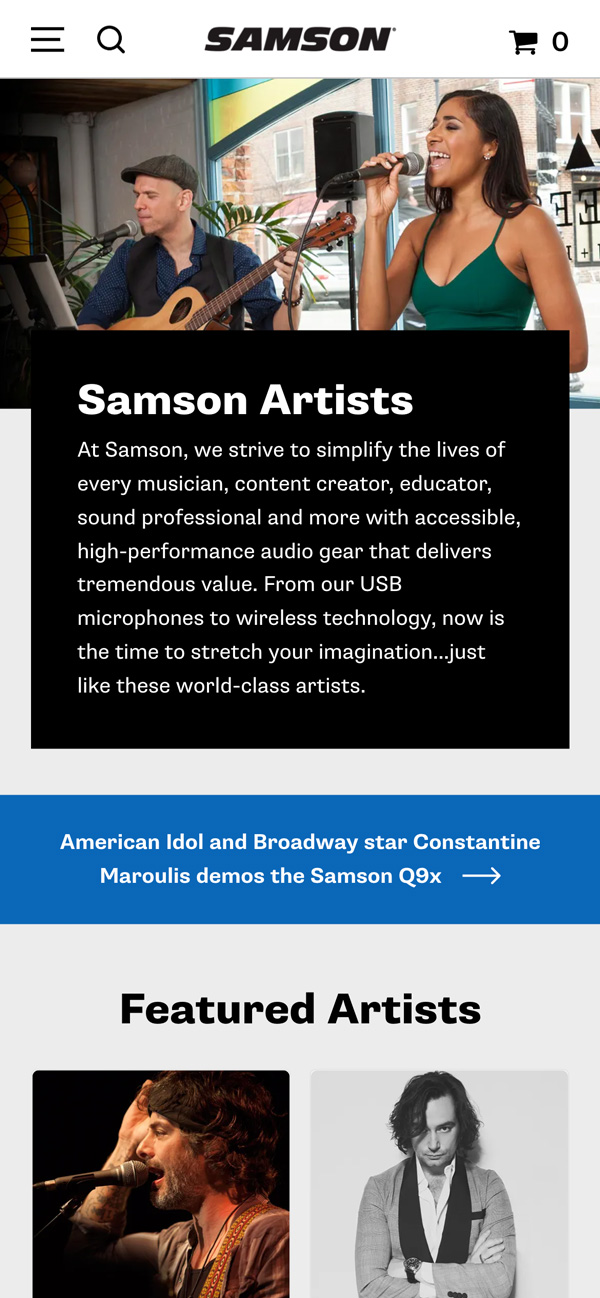 SAMSON
0
Samson Artists
At Samson, we strive to simplify the lives of
every musician, content creator, educator,
sound professional and more with accessible,
high-performance audio gear that delivers
tremendous value. From our USB
microphones to wireless technology, now is
the time to stretch your imagination...just
like these world-class artists.
American Idol and Broadway star Constantine
Maroulis demos the Samson Q9x
Featured Artists